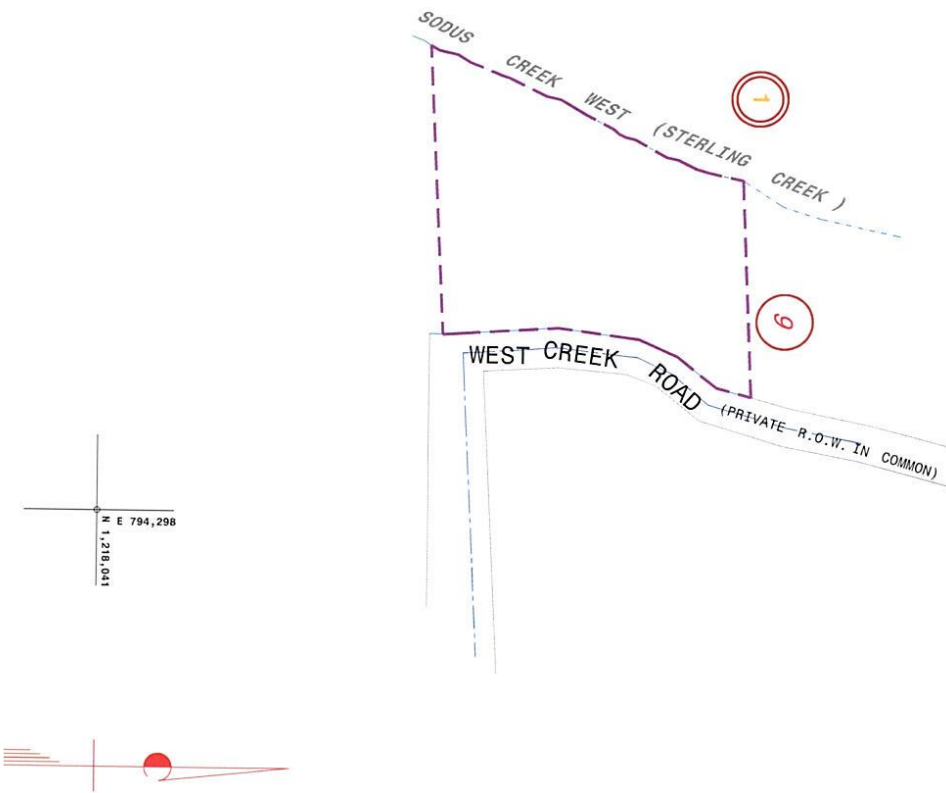 SODUS CREEK WEST (STERLING CREEK )
1
9
WEST CREEK ROAD (PRIVATE R.O.W. IN COMMON)
E 794,298
N 1,218,041